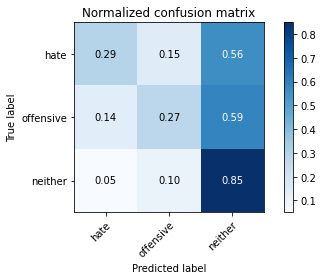 Normalized confusion matrix
True label
hate 0.29 0.15 0.56
offensive 0.14 0.27 0.59
neither 0.05 0.10 0.85
hate offensive neither
Predicted label
0.8
0.7
0.6
0.5
0.4
0.3
0.2
0.1